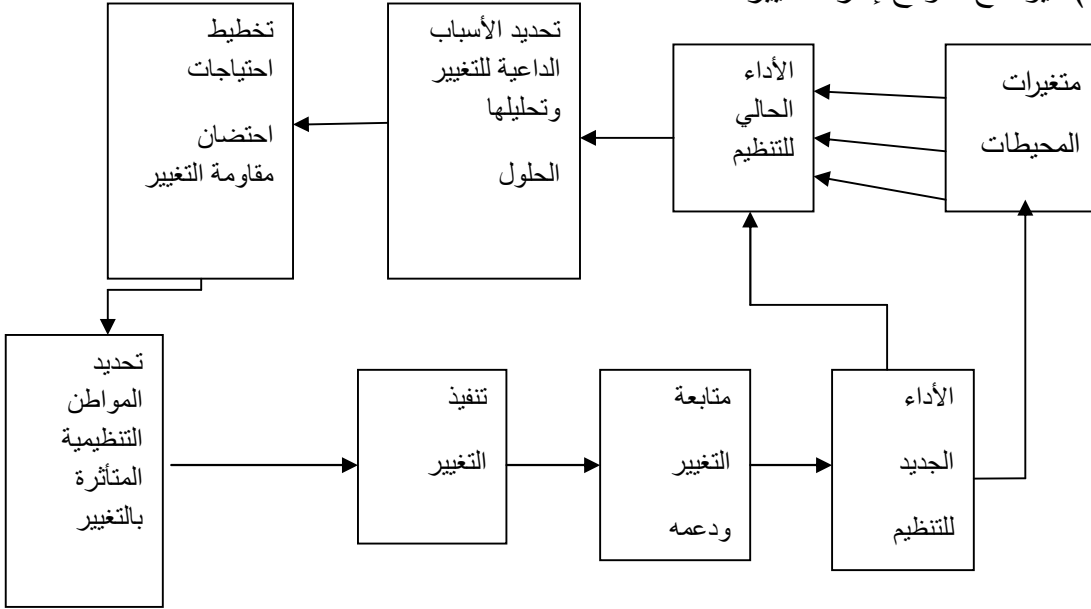 متغيرات
المحيطات
الأداء
الحالي
للتنظيم
تحديد الأسباب
الداعية للتغيير
وتحليلها
الحلول
تخطيط
احتياجات
احتضان
مقاومة التغيير
تحديد
المواطن
التنظيمية
المتأثرة
بالتغيير
تنفيذ
التغيير
متابعة
التغيير
ودعمه
الأداء
الجديد
للتنظيم